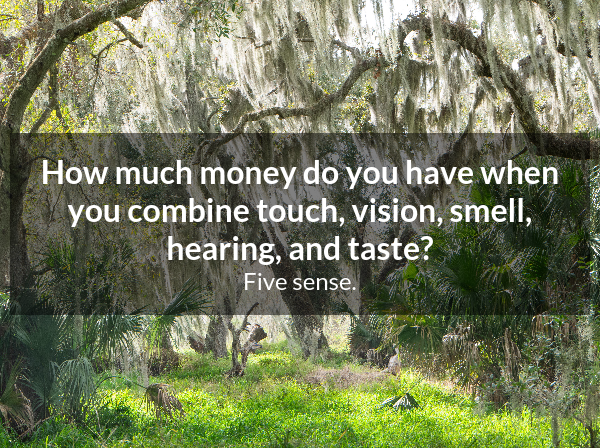 How much money do you have when
you combine touch, vision, smell,
hearing, and taste?
Five sense.